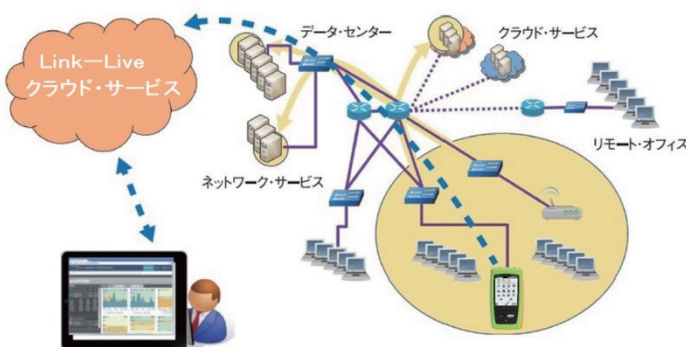 Link－Live
クラウド・サービス
データ・センター
クラウド・サービス
リモート・オフィス
ネットワーク・サービス